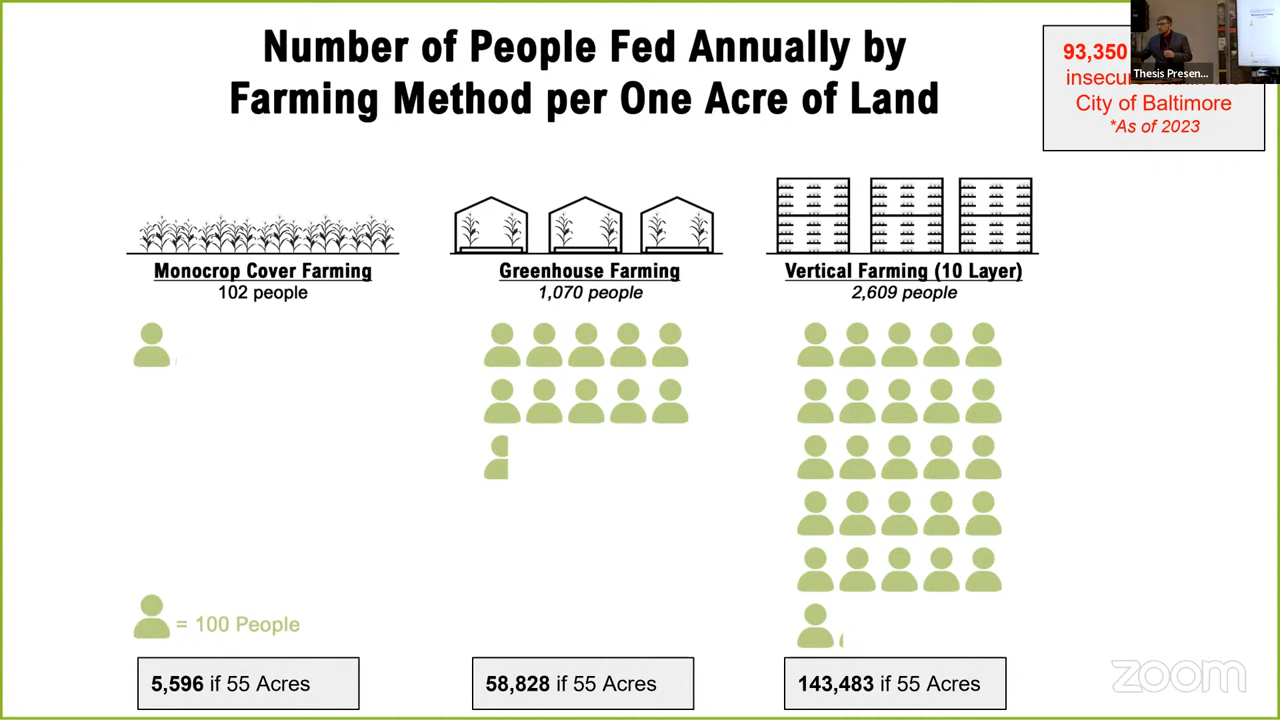 Number of People Fed Annually by
Farming Method per One Acre of Land
93,350
City of Baltimore
*As of 2023
Thesis Presen...
Monocrop Cover Farming
102 people
Greenhouse Farming
1,070 people
Vertical Farming (10 Layer)
2,609 people
= 100 People
5,596 if 55 Acres
58,828 if 55 Acres
143,483 if 55 Acres
zoom